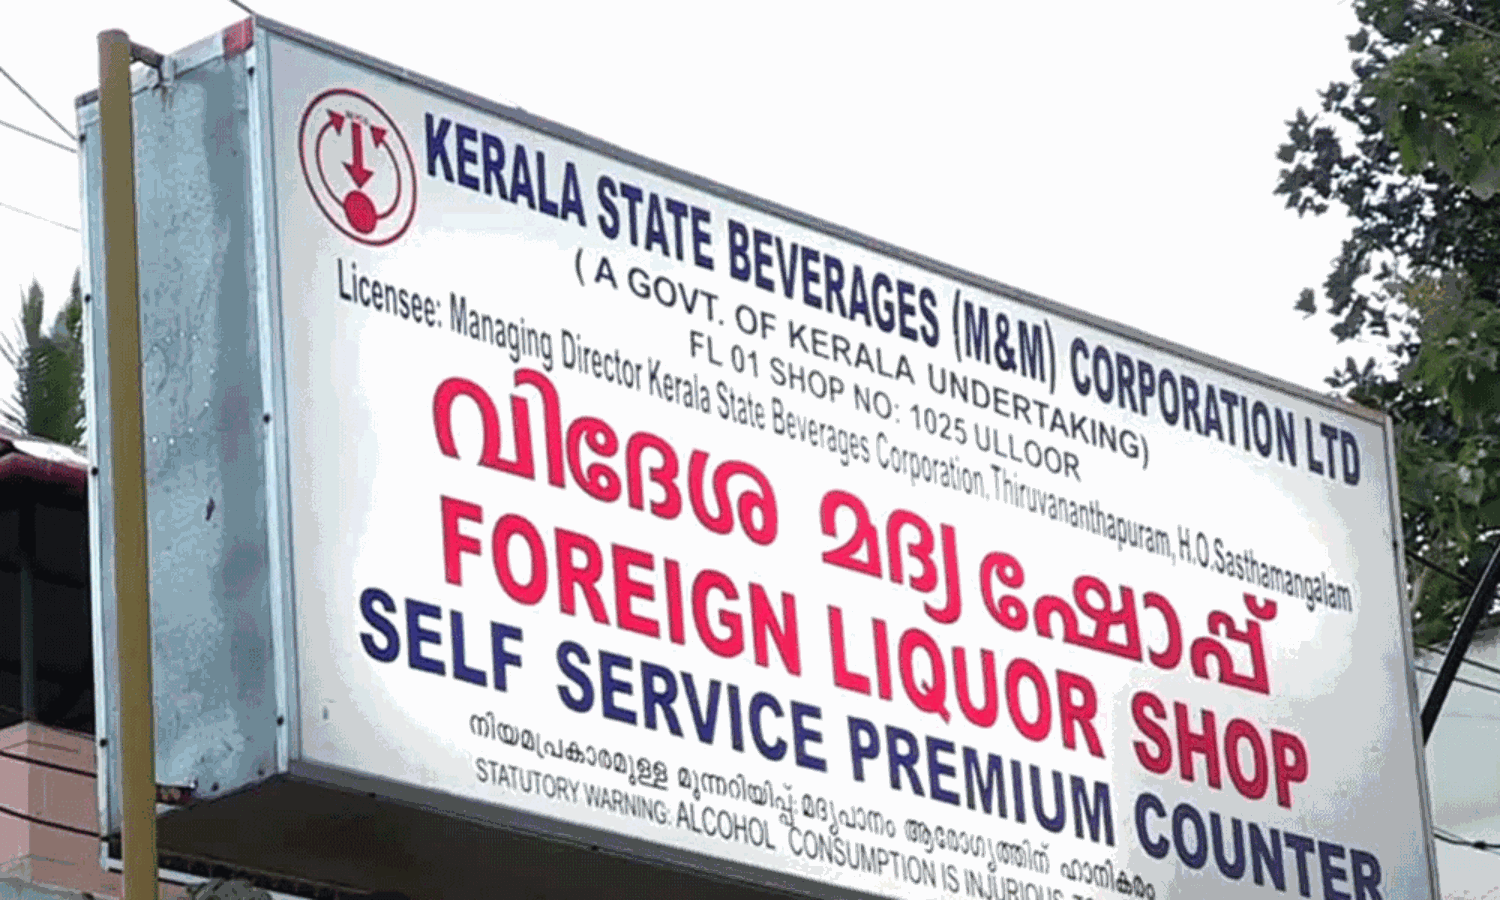 KERALA STATE BEVERAGES (M&M) CORPORATION LTD
( A GOVT. OF KERALA UNDERTAKING)
FL 01 SHOP NO: 1025 ULLOOR
Licensee: Managing Director Kerala State Beverages Corporation, Thiruvananthapuram, H.O.Sasthamangalam
വിദേശ മദ്യ ഷോപ്പ്
FOREIGN LIQUOR SHOP
SELF SERVICE PREMIUM COUNTER
നിയമപ്രകാരമുള്ള മുന്നറിയിപ്പ്: മദ്യപാനം ആരോഗ്യത്തിന് ഹാനികരം
STATUTORY WARNING: ALCOHOL CONSUMPTION IS INJURIOUS